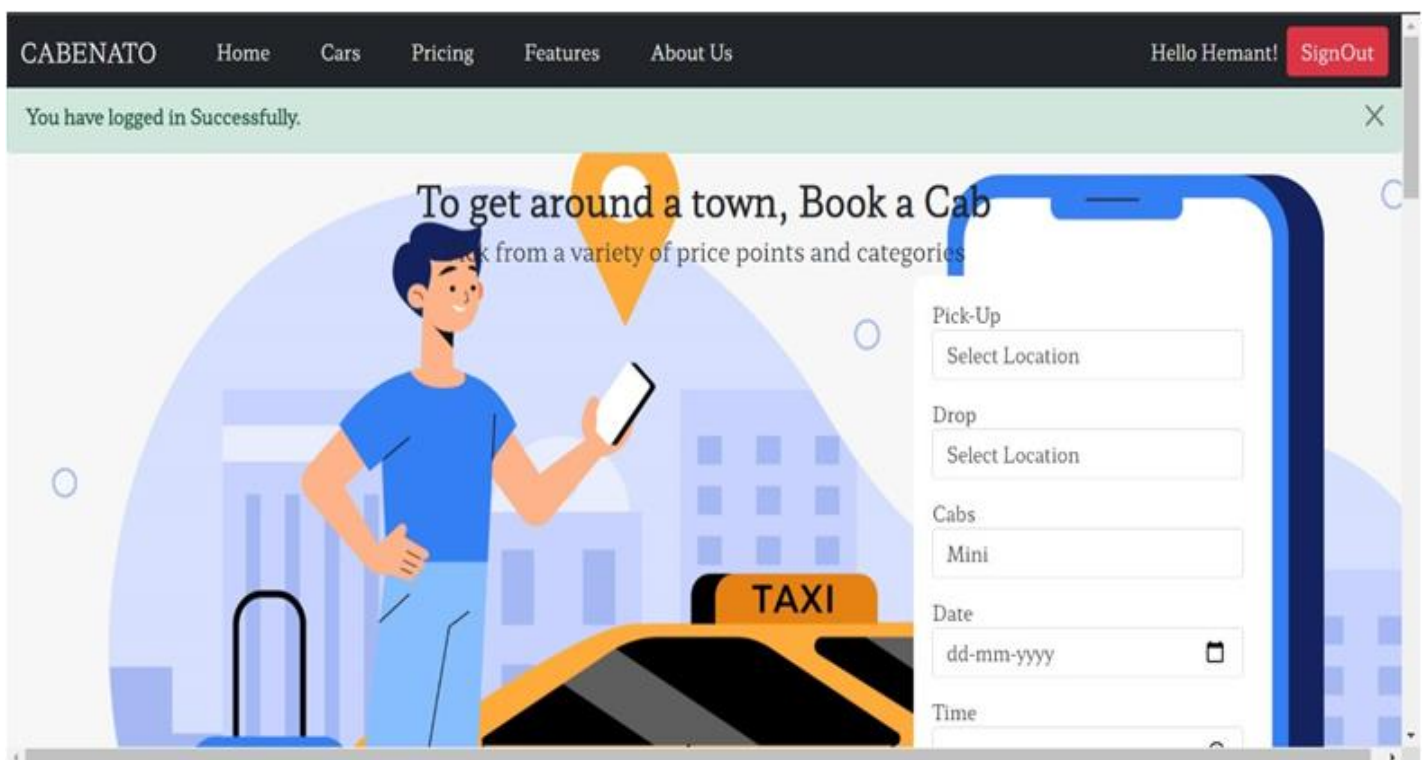 CABENATO Home Cars Pricing Features About Us Hello Hemant! SignOut
You have logged in Successfully.
To get around a town, Book a Cab
from a variety of price points and categories
Pick-Up
Select Location
Drop
Select Location
Cabs
Mini
TAXI
Date
dd-mm-yyyy
Time